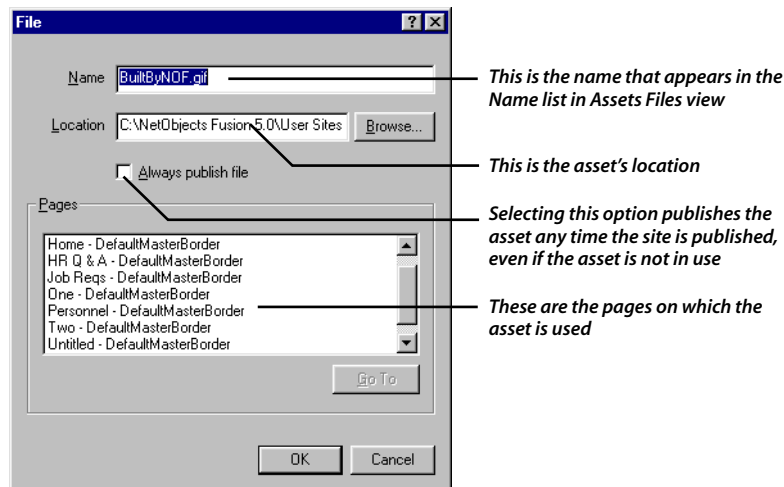 File
Name
BuiltByNOF.gif
This is the name that appears in the
Name list in Assets Files view
Location
C:\NetObjects Fusion 5.0\User Sites
Browse...
This is the asset's location
Always publish file
Selecting this option publishes the
asset any time the site is published,
even if the asset is not in use
Pages
Home - DefaultMasterBorder
HR Q & A - DefaultMasterBorder
Job Reqs - DefaultMasterBorder
One - DefaultMasterBorder
Personnel - DefaultMasterBorder
Two - DefaultMasterBorder
Untitled - DefaultMasterBorder
These are the pages on which the
asset is used
Go To
OK
Cancel